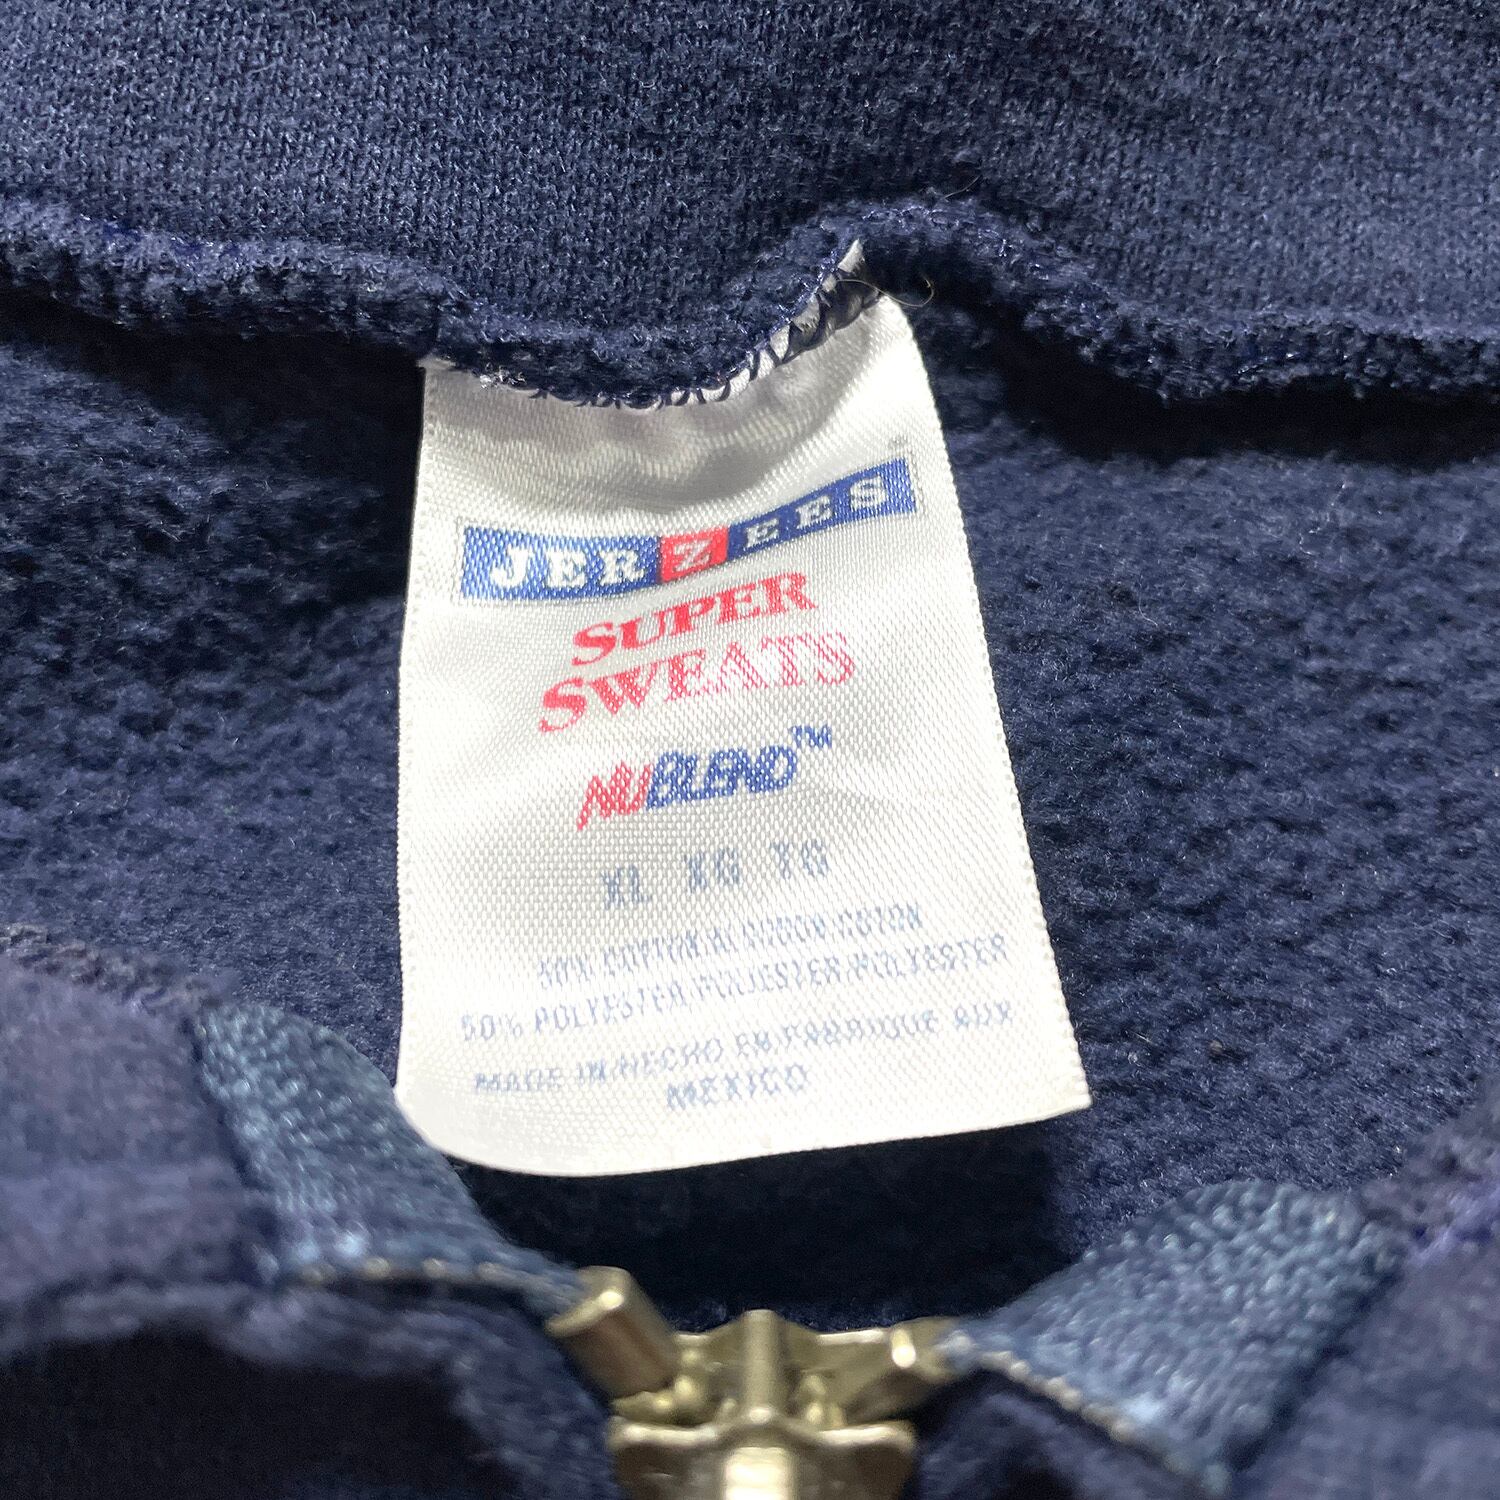 JERZEES
SUPER
SWEATS
NUBLEND™
XL XG TG
50% COTTON/ALGODON/COTON
50% POLYESTER/POLIESTER/POLYESTER
MADE IN/HECHO EN/FABRIQUE AUX
MEXICO